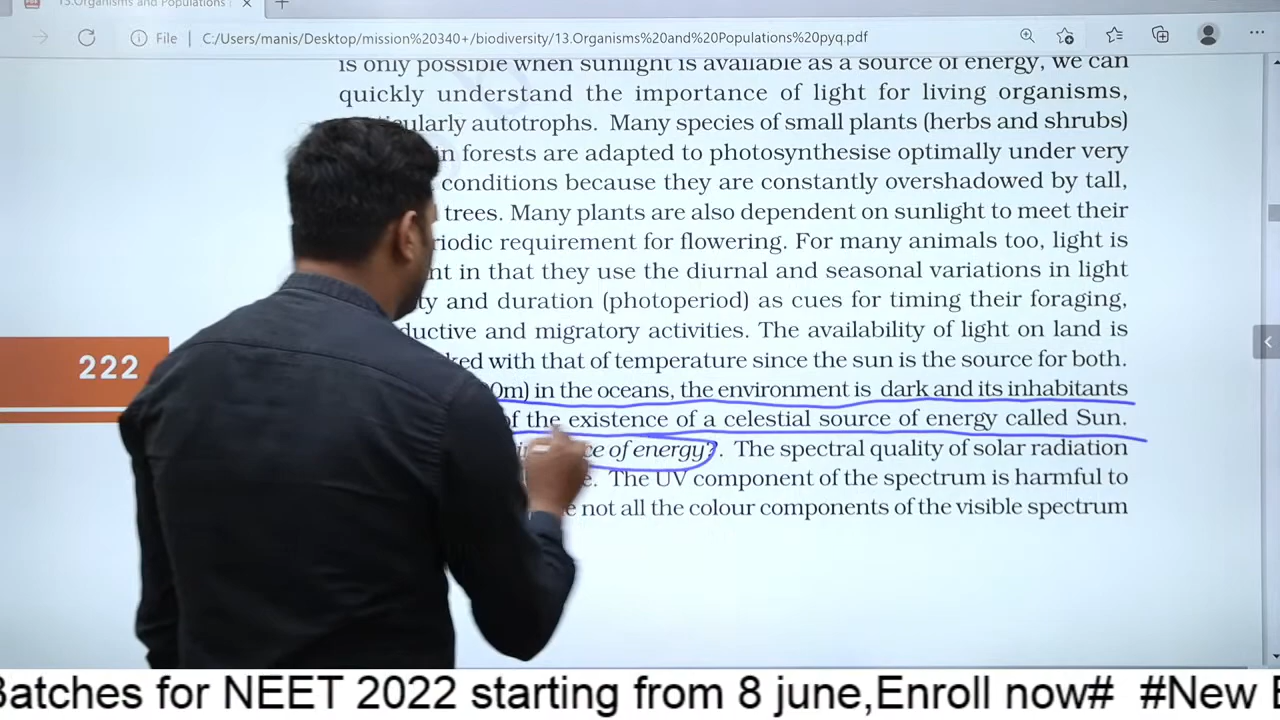 13.Organisms and Populations
File C:/Users/manis/Desktop/mission%20340+/biodiversity/13.Organisms%20and%20Populations%20pyq.pdf
is only possible when sunlight is available as a source of energy, we can
quickly understand the importance of light for living organisms,
autotrophs. Many species of small plants (herbs and shrubs)
in forests are adapted to photosynthesise optimally under very
conditions because they are constantly overshadowed by tall,
trees. Many plants are also dependent on sunlight to meet their
requirement for flowering. For many animals too, light is
in that they use the diurnal and seasonal variations in light
and duration (photoperiod) as cues for timing their foraging,
and migratory activities. The availability of light on land is
222
with that of temperature since the sun is the source for both.
in the oceans, the environment is dark and its inhabitants
of the existence of a celestial source of energy called Sun.
of energy?. The spectral quality of solar radiation
The UV component of the spectrum is harmful to
not all the colour components of the visible spectrum
Batches for NEET 2022 starting from 8 june,Enroll now# #New